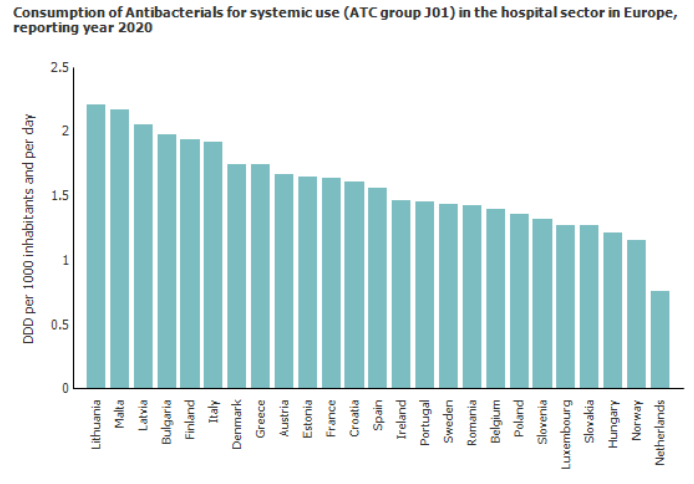 Consumption of Antibacterials for systemic use (ATC group J01) in the hospital sector in Europe,
reporting year 2020
DDD per 1000 inhabitants and per day
2.5
2
1.5
1
0.5
0
Lithuania
Malta
Latvia
Bulgaria
Finland
Italy
Denmark
Greece
Austria
Estonia
France
Croatia
Spain
Ireland
Portugal
Sweden
Romania
Belgium
Poland
Slovenia
Luxembourg
Slovakia
Hungary
Norway
Netherlands